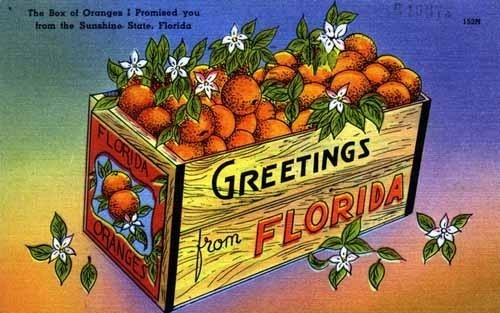 The Box of Oranges I Promised you
from the Sunshine State, Florida
152N
GREETINGS
from FLORIDA
FLORIDA
ORANGES